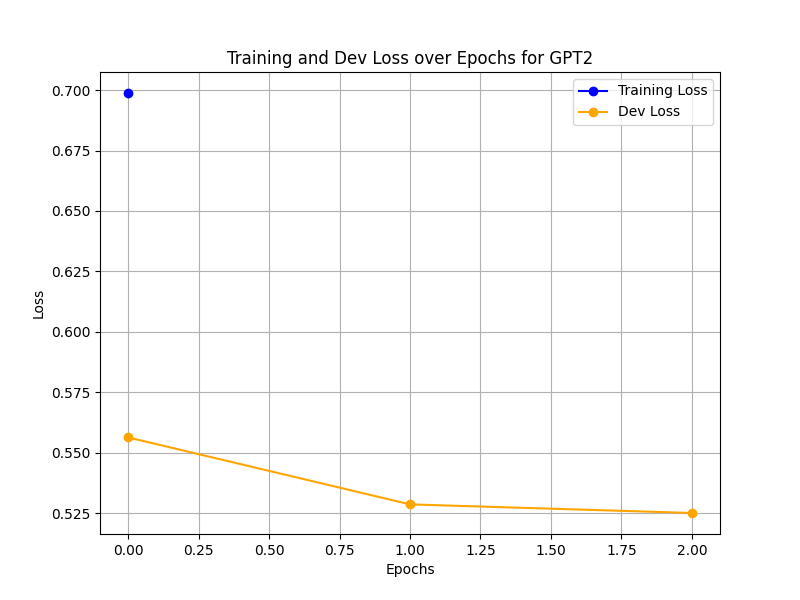 Training and Dev Loss over Epochs for GPT2
Training Loss
Dev Loss
Loss
0.700
0.675
0.650
0.625
0.600
0.575
0.550
0.525
0.00 0.25 0.50 0.75 1.00 1.25 1.50 1.75 2.00
Epochs